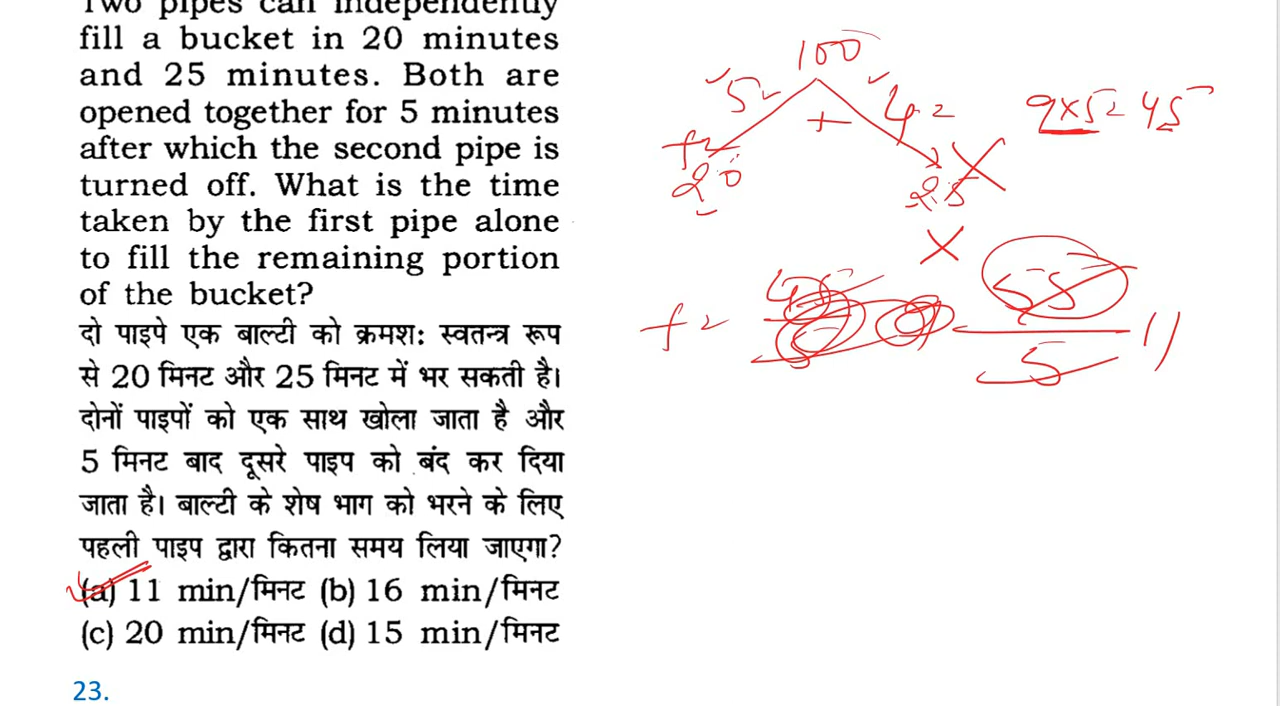 Two pipes can independently
fill a bucket in 20 minutes
and 25 minutes. Both are
opened together for 5 minutes
after which the second pipe is
turned off. What is the time
taken by the first pipe alone
to fill the remaining portion
of the bucket?
दो पाइपे एक बाल्टी को क्रमश: स्वतन्त्र रूप
से 20 मिनट और 25 मिनट में भर सकती है।
दोनों पाइपों को एक साथ खोला जाता है और
5 मिनट बाद दूसरे पाइप को बंद कर दिया
जाता है। बाल्टी के शेष भाग को भरने के लिए
पहली पाइप द्वारा कितना समय लिया जाएगा?
(a) 11 min/मिनट (b) 16 min/मिनट
(c) 20 min/मिनट (d) 15 min/मिनट
23.
100
5 + 4
9x5=45
20 25
55
5 11